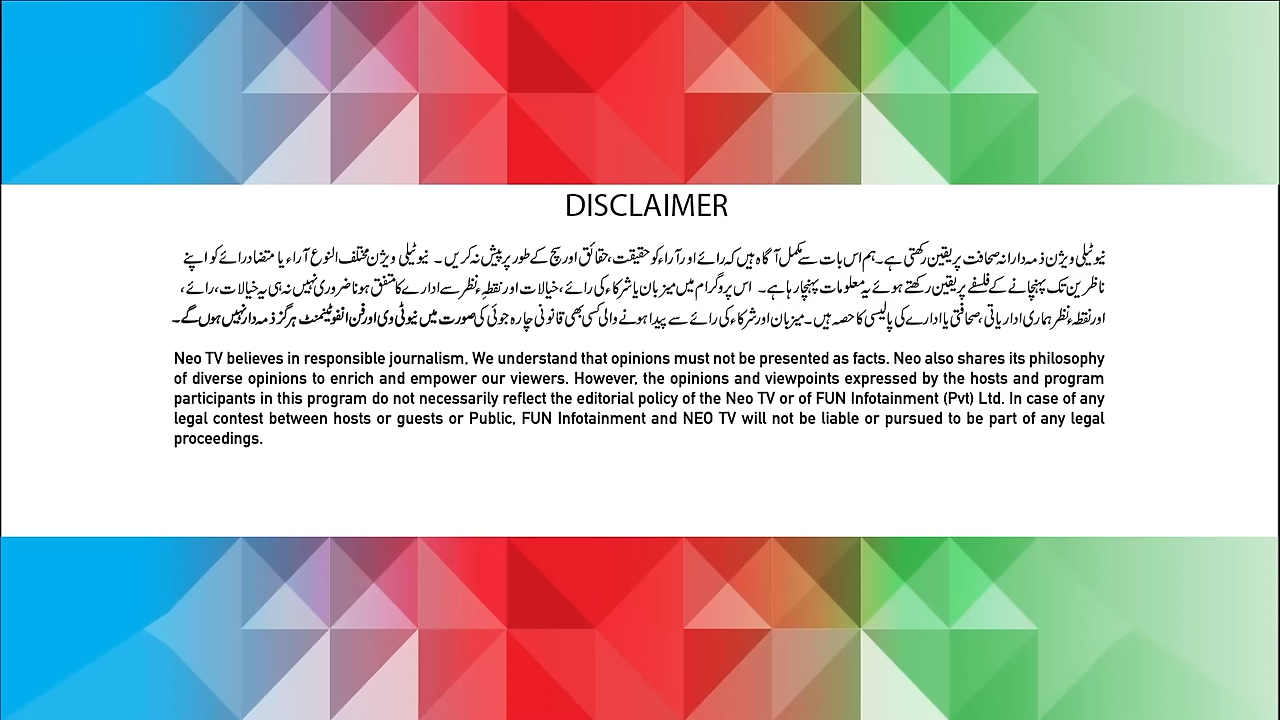 DISCLAIMER
نیو ٹیلی ویژن ذمہ دارانہ صحافت پر یقین رکھتی ہے۔ ہم اس بات سے مکمل آگاہ ہیں کہ رائے اور آراء کو حقیقت، حقائق اور سچ کے طور پر پیش نہ کریں ۔ نیو ٹیلی ویژن مختلف النوع آراء یا متضاد رائے کو اپنے
ناظرین تک پہنچانے کے فلسفے پر یقین رکھتے ہوئے یہ معلومات پہنچا رہا ہے۔ اس پروگرام میں میزبان یا شرکاء کی رائے، خیالات اور نقطہء نظر سے ادارے کا متفق ہونا ضروری نہیں نہ ہی یہ خیالات، رائے،
اور نقطہء نظر ہماری ادارتی، صحافتی یا ادارے کی پالیسی کا حصہ ہیں۔ میزبان اور شرکاء کی رائے سے پیدا ہونے والی کسی بھی قانونی چارہ جوئی کی صورت میں نیو ٹی وی اور فن انفوٹینمنٹ ہرگز ذمہ دار نہیں ہوں گے۔
Neo TV believes in responsible journalism, We understand that opinions must not be presented as facts. Neo also shares its philosophy
of diverse opinions to enrich and empower our viewers. However, the opinions and viewpoints expressed by the hosts and program
participants in this program do not necessarily reflect the editorial policy of the Neo TV or of FUN Infotainment (Pvt) Ltd. In case of any
legal contest between hosts or guests or Public, FUN Infotainment and NEO TV will not be liable or pursued to be part of any legal
proceedings.